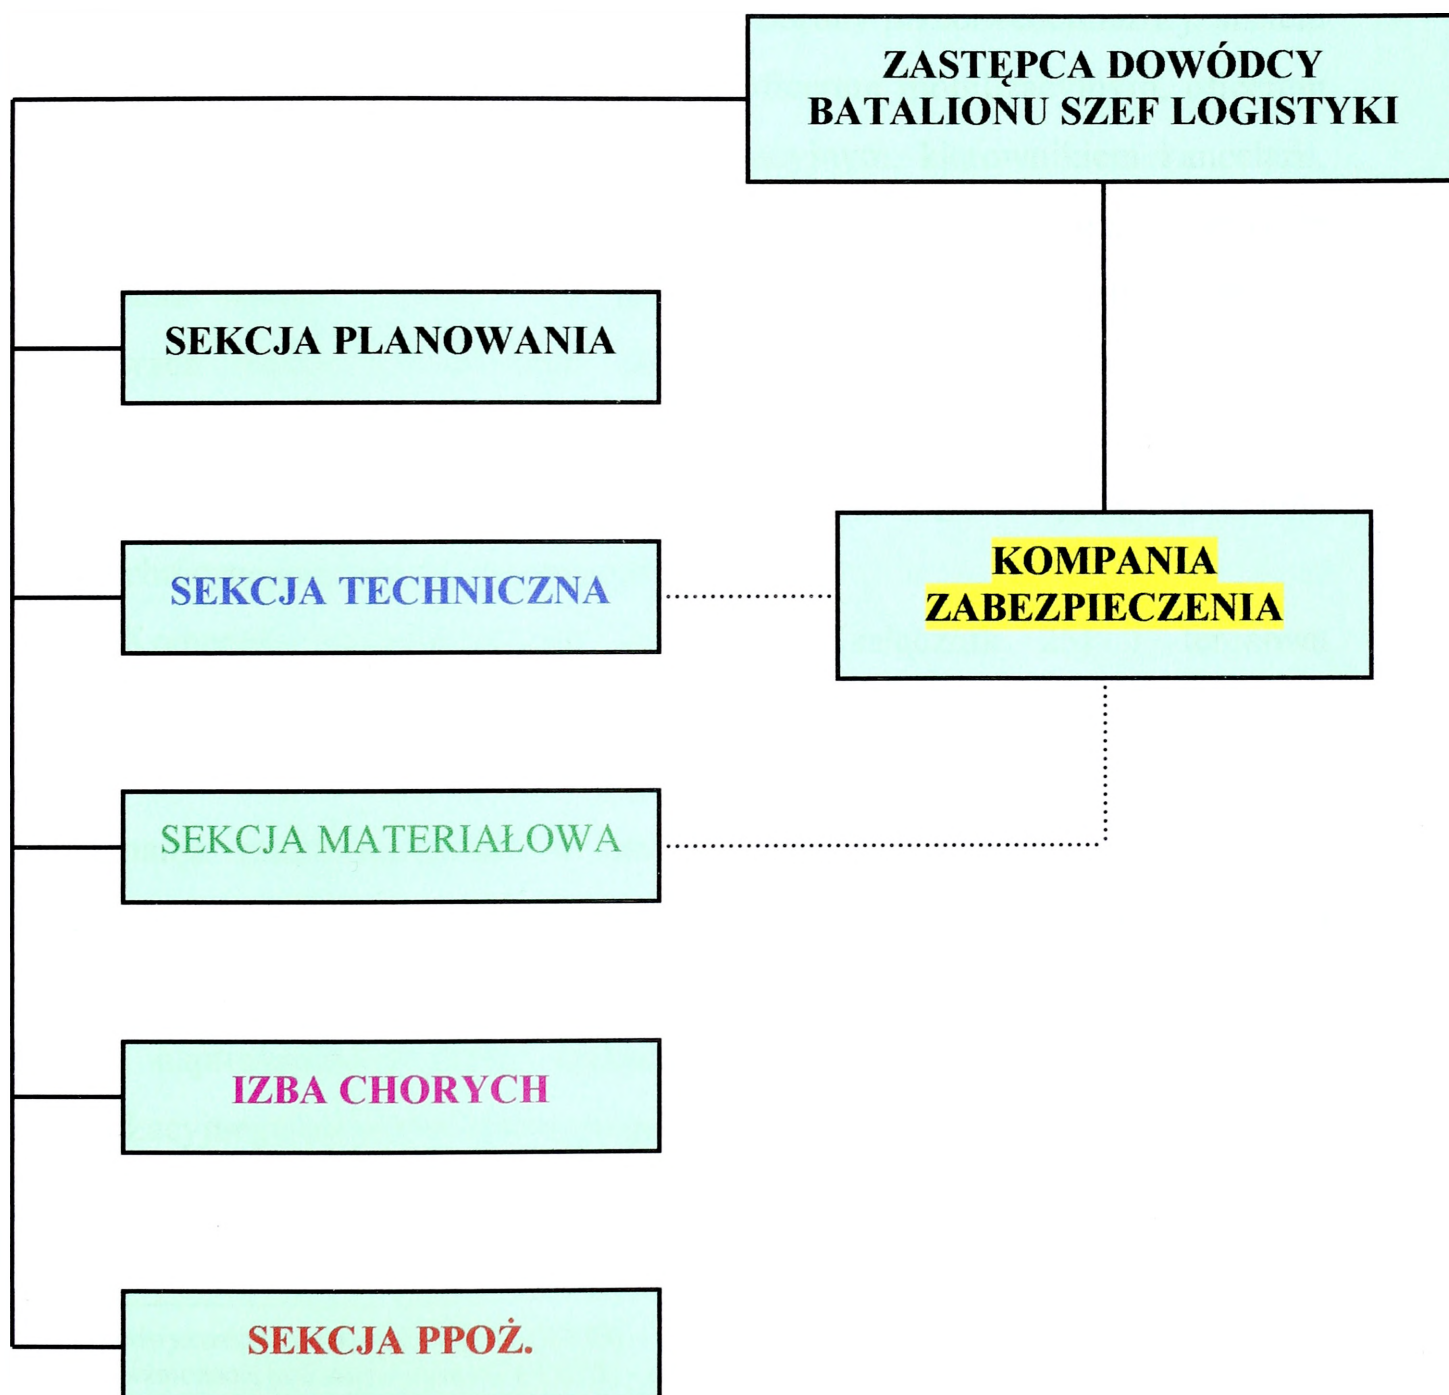 ZASTĘPCA DOWÓDCY
BATALIONU SZEF LOGISTYKI
SEKCJA PLANOWANIA
SEKCJA TECHNICZNA
KOMPANIA
ZABEZPIECZENIA
SEKCJA MATERIAŁOWA
IZBA CHORYCH
SEKCJA PPOŻ.